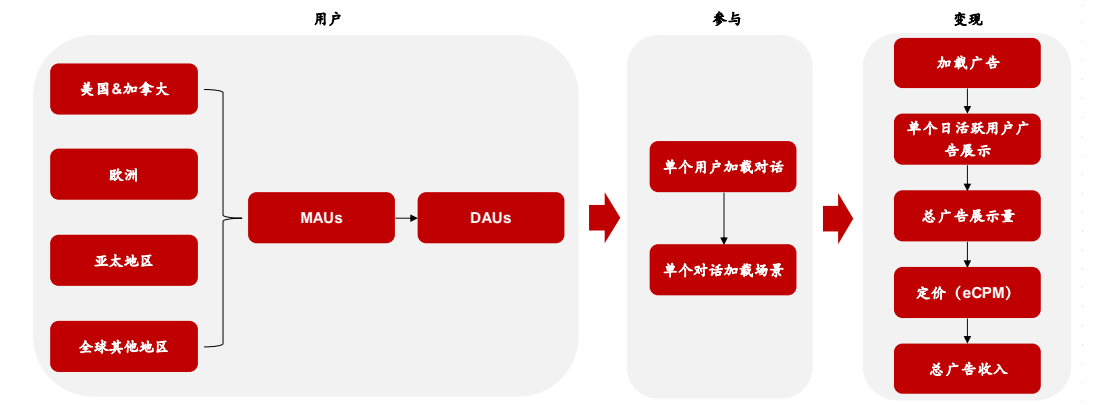 用户
美国&加拿大
欧洲
亚太地区
全球其他地区
MAUs
DAUs
参与
单个用户加载对话
单个对话加载场景
变现
加载广告
单个日活跃用户广
告展示
总广告展示量
定价（eCPM）
总广告收入